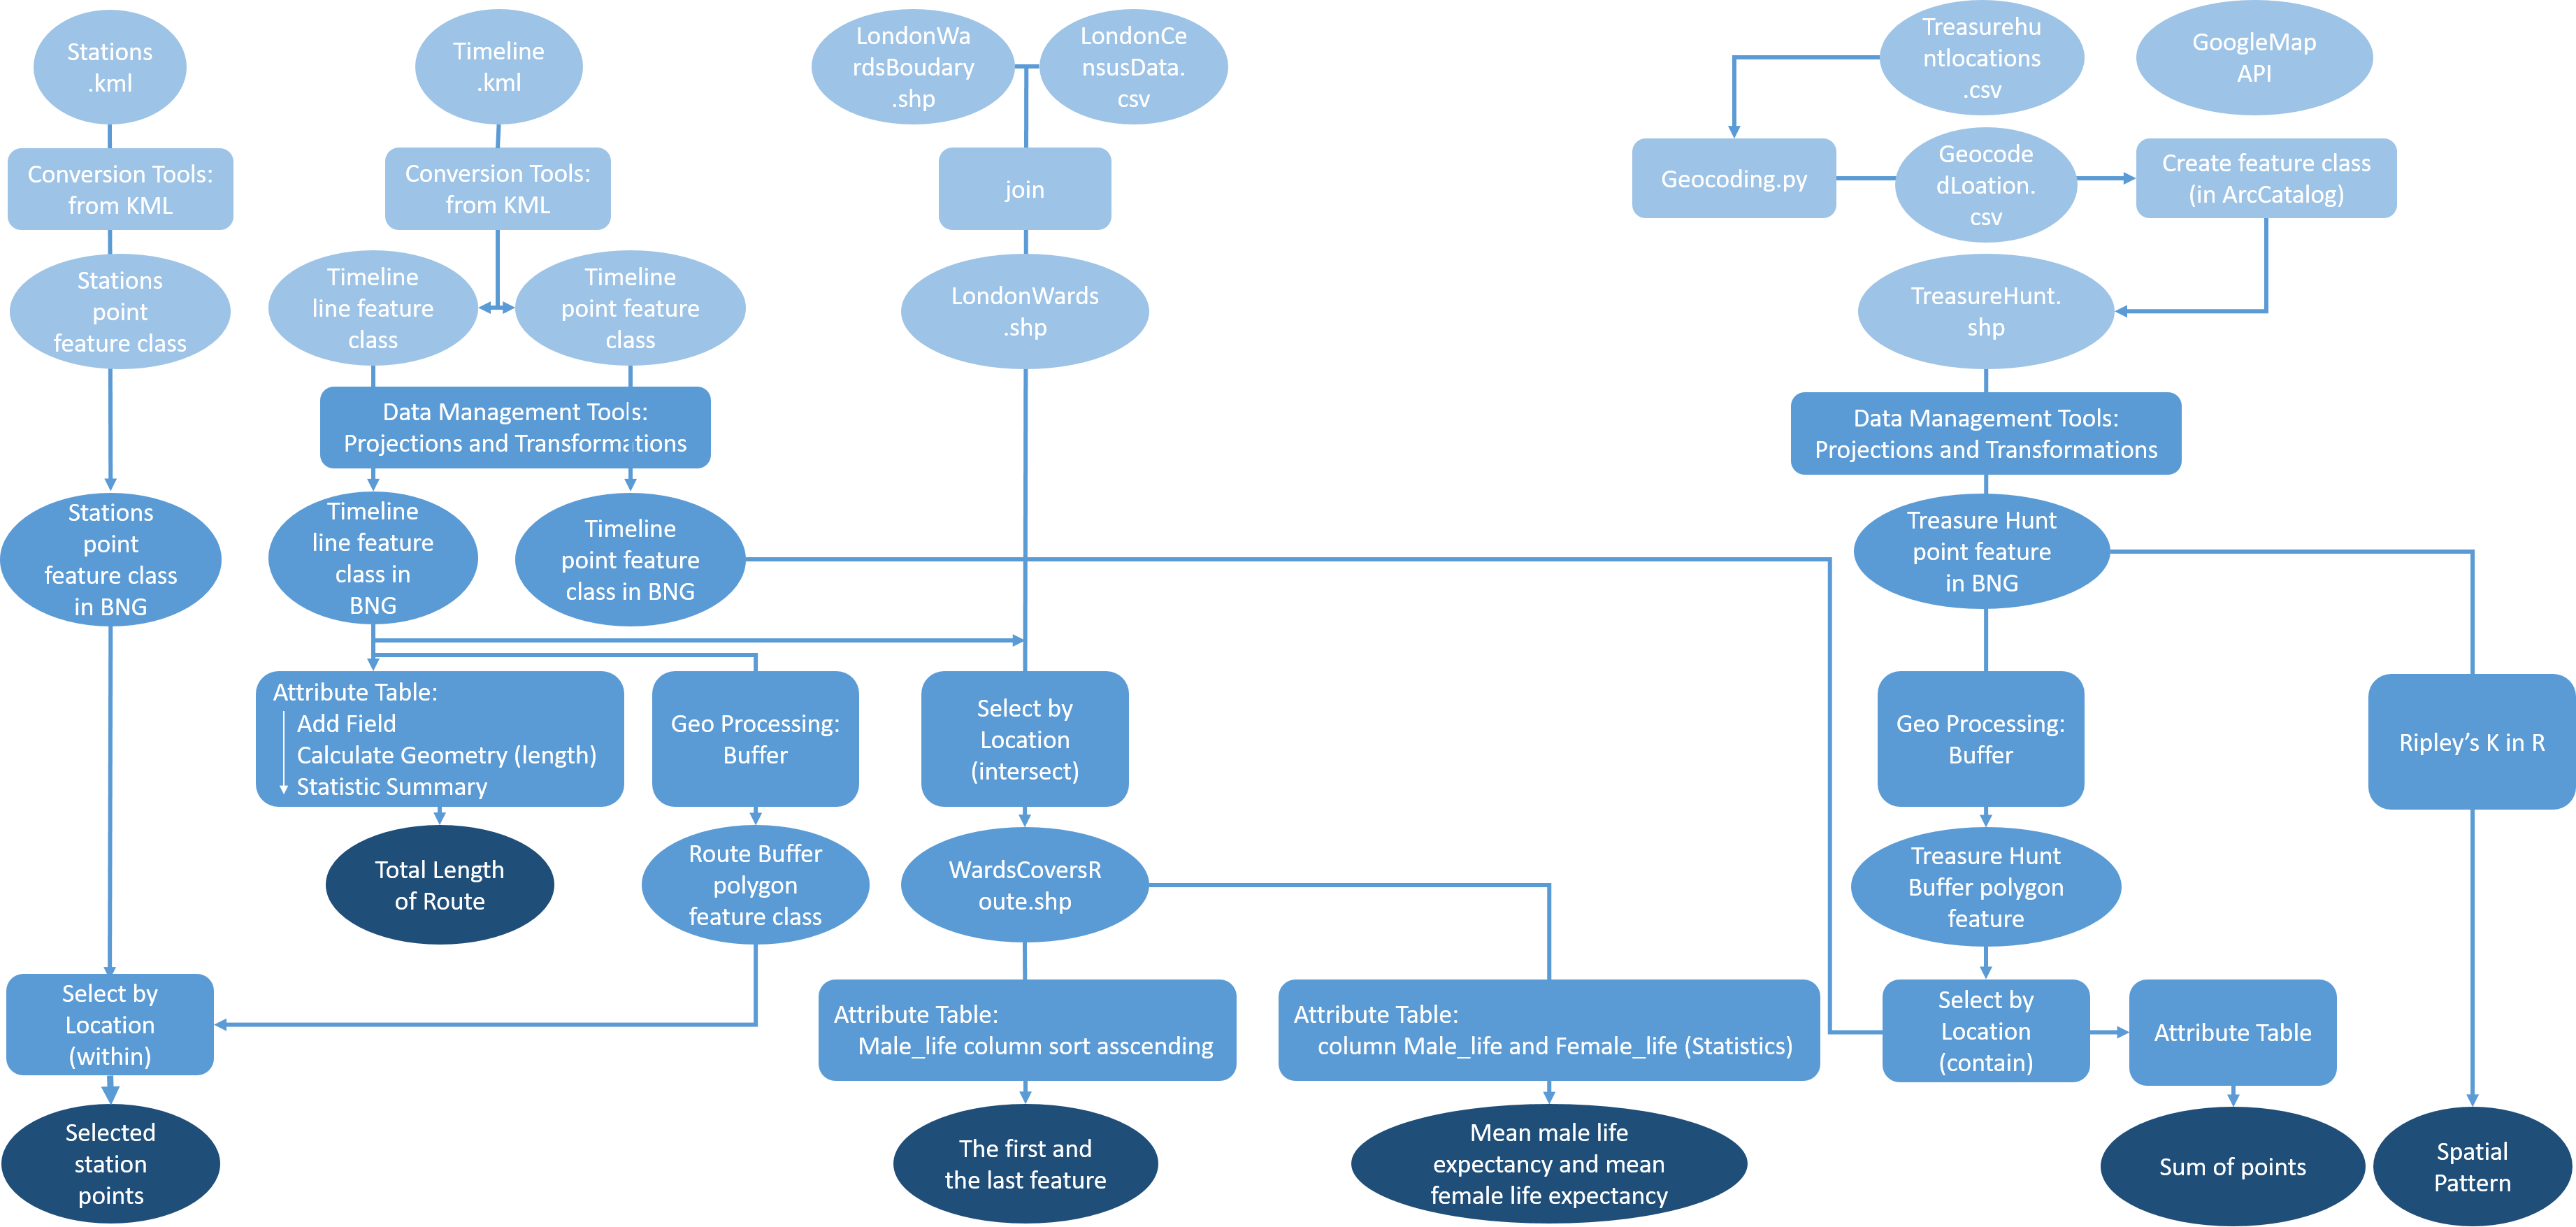 Stations
.kml
Timeline
.kml
LondonWa
rdsBoudary
.shp
LondonCe
nsusData.
csv
Treasurehu
ntlocations
.csv
GoogleMap
API
Conversion Tools:
from KML
Conversion Tools:
from KML
join
Geocoding.py
Geocode
dLoation.
csv
Create feature class
(in ArcCatalog)
Stations
point
feature class
Timeline
line feature
class
Timeline
point feature
class
LondonWards
.shp
TreasureHunt.
shp
Data Management Tools:
Projections and Transformations
Data Management Tools:
Projections and Transformations
Stations
point
feature class
in BNG
Timeline
line feature
class in
BNG
Timeline
point feature
class in BNG
Treasure Hunt
point feature
in BNG
Attribute Table:
Add Field
Calculate Geometry (length)
Statistic Summary
Geo Processing:
Buffer
Select by
Location
(intersect)
Geo Processing:
Buffer
Ripley's K in R
Total Length
of Route
Route Buffer
polygon
feature class
WardsCoversR
oute.shp
Treasure Hunt
Buffer polygon
feature
Select by
Location
(within)
Attribute Table:
Male_life column sort asscending
Attribute Table:
column Male_life and Female_life (Statistics)
Select by
Location
(contain)
Attribute Table
Selected
station
points
The first and
the last feature
Mean male life
expectancy and mean
female life expectancy
Sum of points
Spatial
Pattern